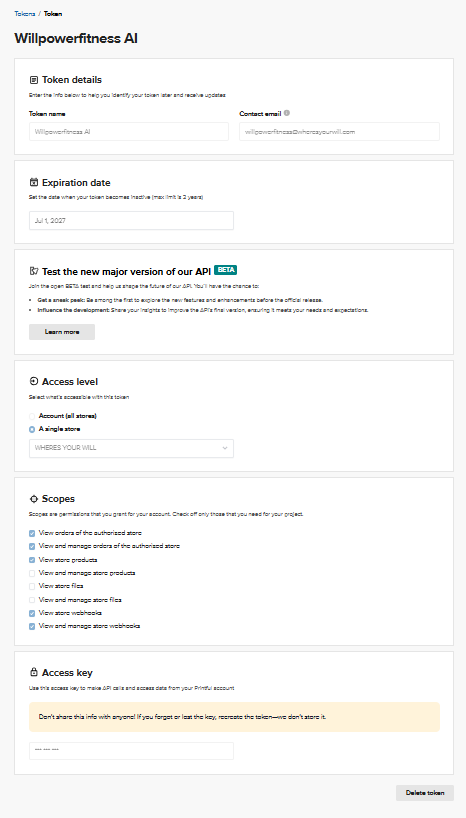 Tokens / Token
Willpowerfitness AI
Token details
Enter the info below to help you identify your token later and receive updates
Token name
Contact email
Willpowerfitness AI
willpowerfitness@wheresyourwill.com
Expiration date
Set the date when your token becomes inactive (max limit is 2 years)
Jul 1, 2027
Test the new major version of our API BETA
Join the open BETA test and help us shape the future of our API. You'll have the chance to:
• Get a sneak peek: Be among the first to explore the new features and enhancements before the official release.
• Influence the development: Share your insights to improve the API's final version, ensuring it meets your needs and expectations.
Learn more
Access level
Select what's accessible with this token
Account (all stores)
A single store
WHERES YOUR WILL
Scopes
Scopes are permissions that you grant for your account. Check off only those that you need for your project.
View orders of the authorized store
View and manage orders of the authorized store
View store products
View and manage store products
View store files
View and manage store files
View store webhooks
View and manage store webhooks
Access key
Use this access key to make API calls and access data from your Printful account
Don't share this info with anyone! If you forget or lost the key, recreate the token—we don't store it.
*** *** ***
Delete token